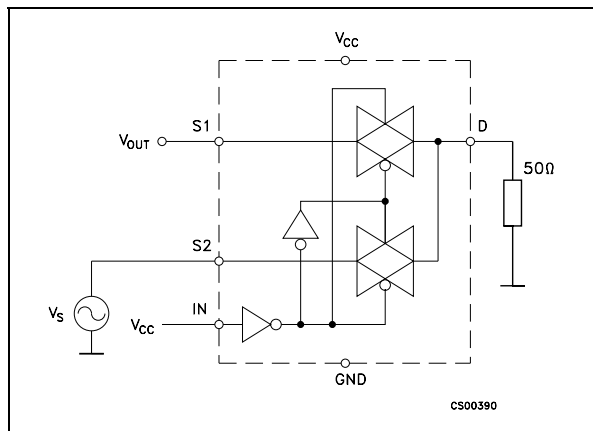 VCC
S1
D
VOUT
50Ω
S2
IN
VS
VCC
GND
CS00390